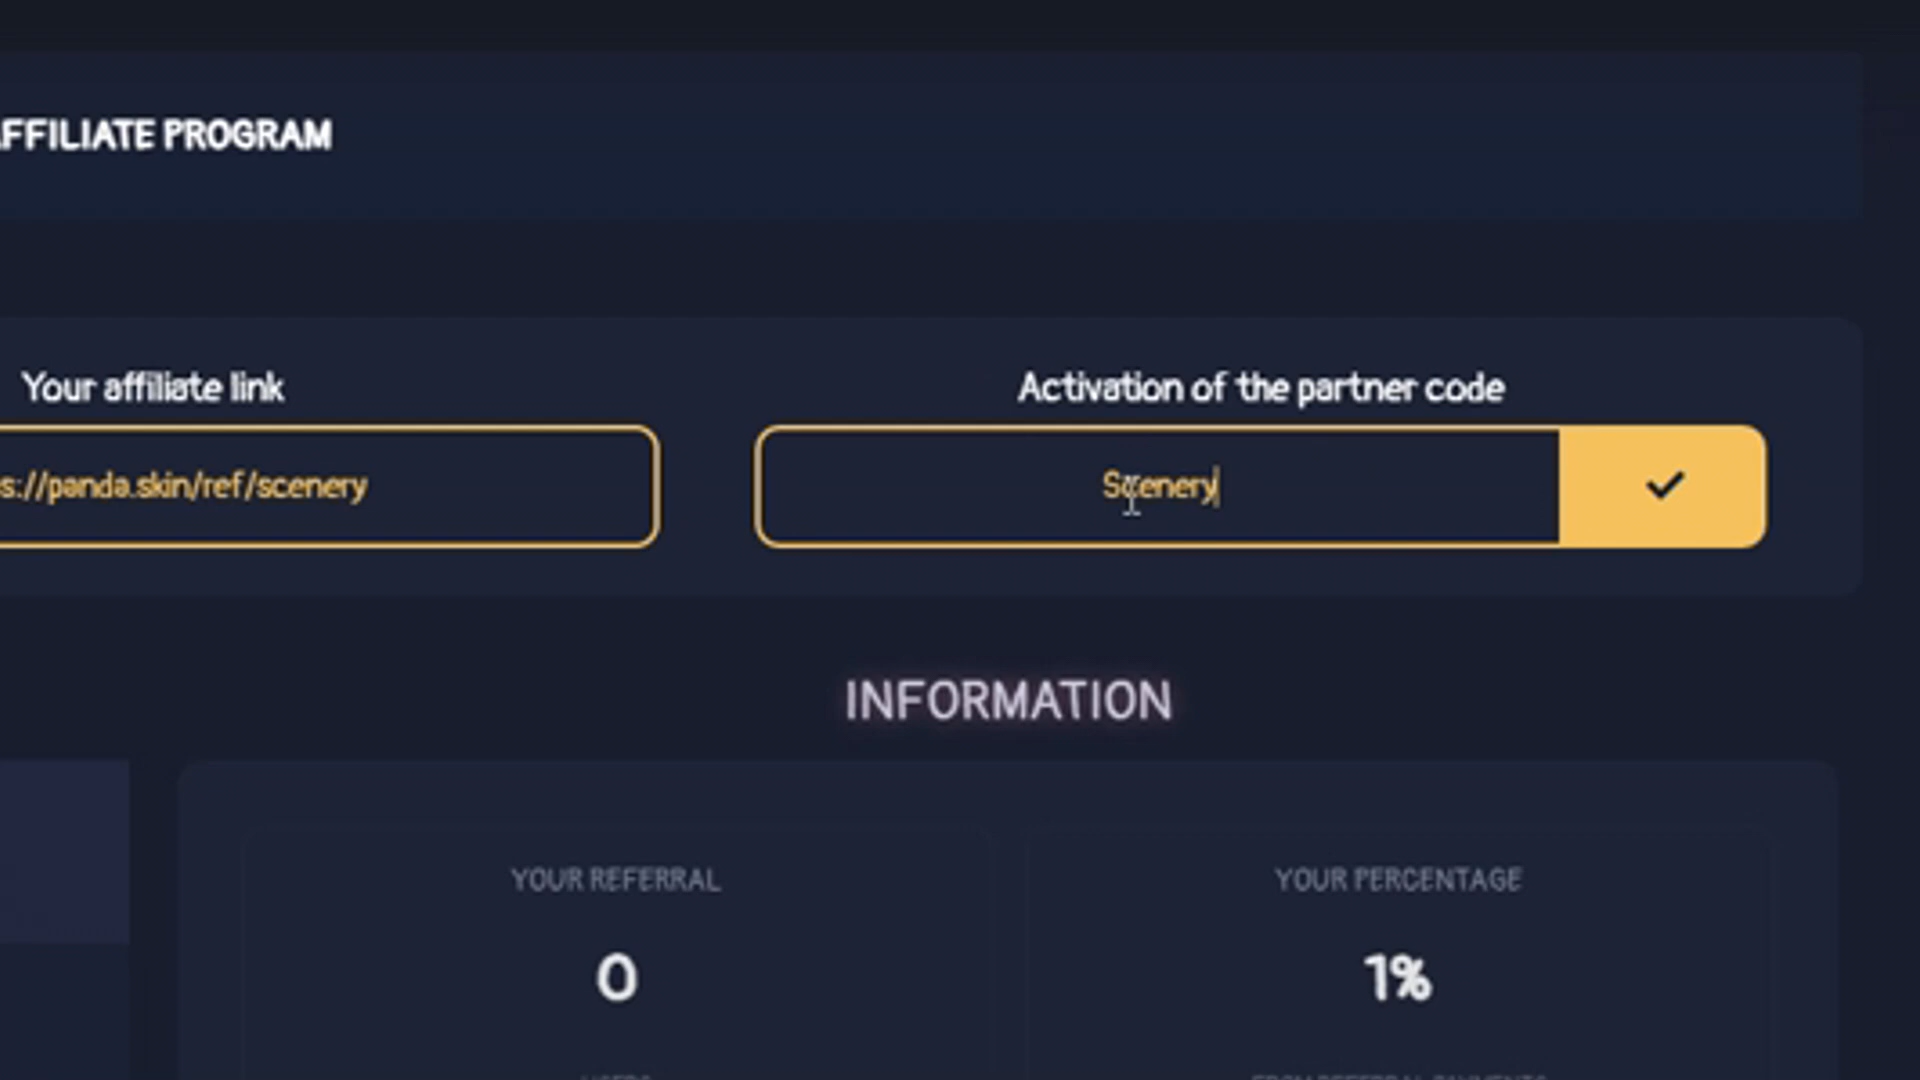 AFFILIATE PROGRAM
Your affiliate link
Activation of the partner code
s://panda.skin/ref/scenery
Scenery
INFORMATION
YOUR REFERRAL
YOUR PERCENTAGE
0
1%